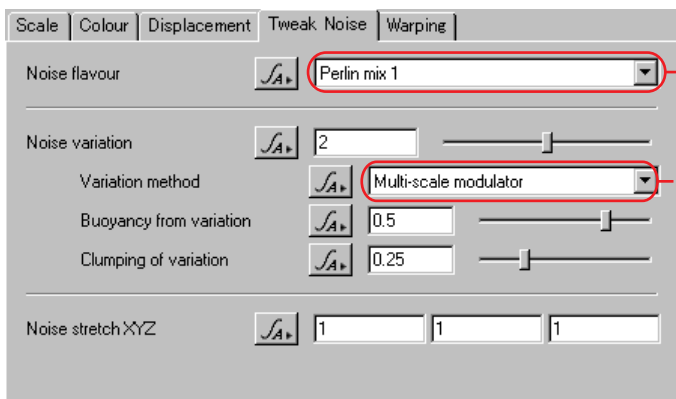 Scale Colour Displacement Tweak Noise Warping
Noise flavour Perlin mix 1
Noise variation 2
Variation method Multi-scale modulator
Buoyancy from variation 0.5
Clumping of variation 0.25
Noise stretch XYZ 1 1 1